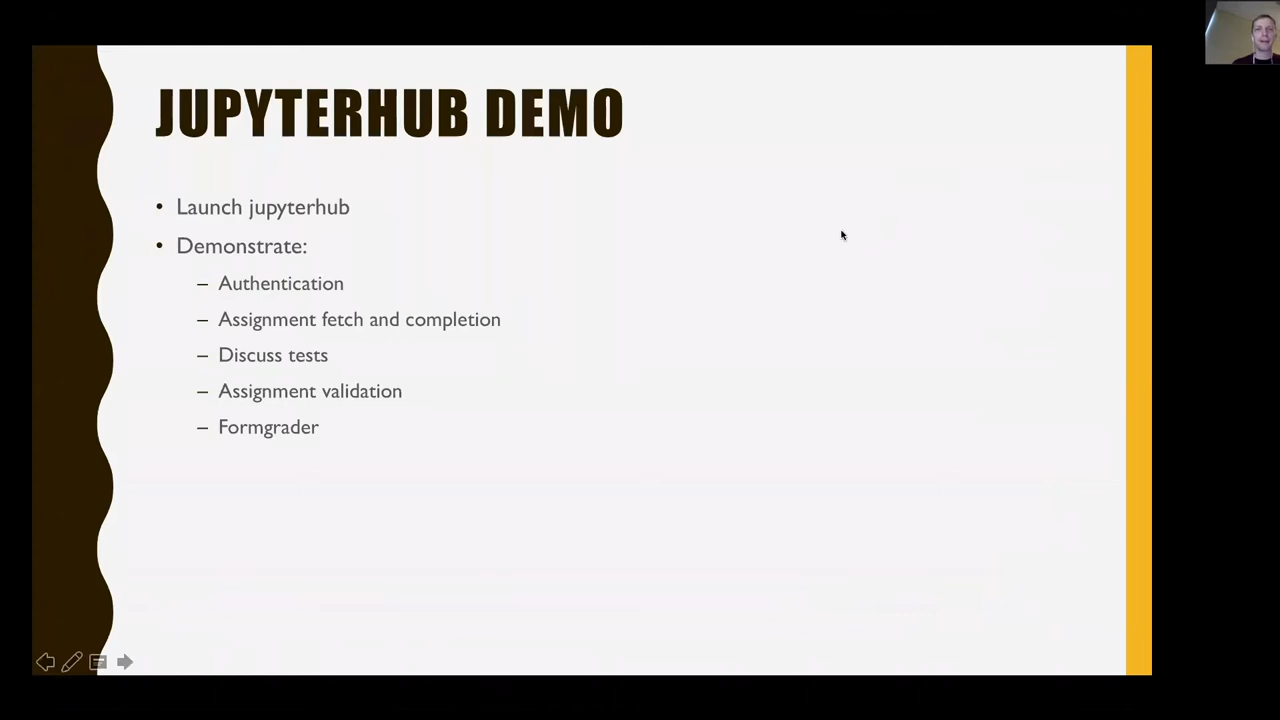 JUPYTERHUB DEMO
• Launch jupyterhub
• Demonstrate:
– Authentication
– Assignment fetch and completion
– Discuss tests
– Assignment validation
– Formgrader